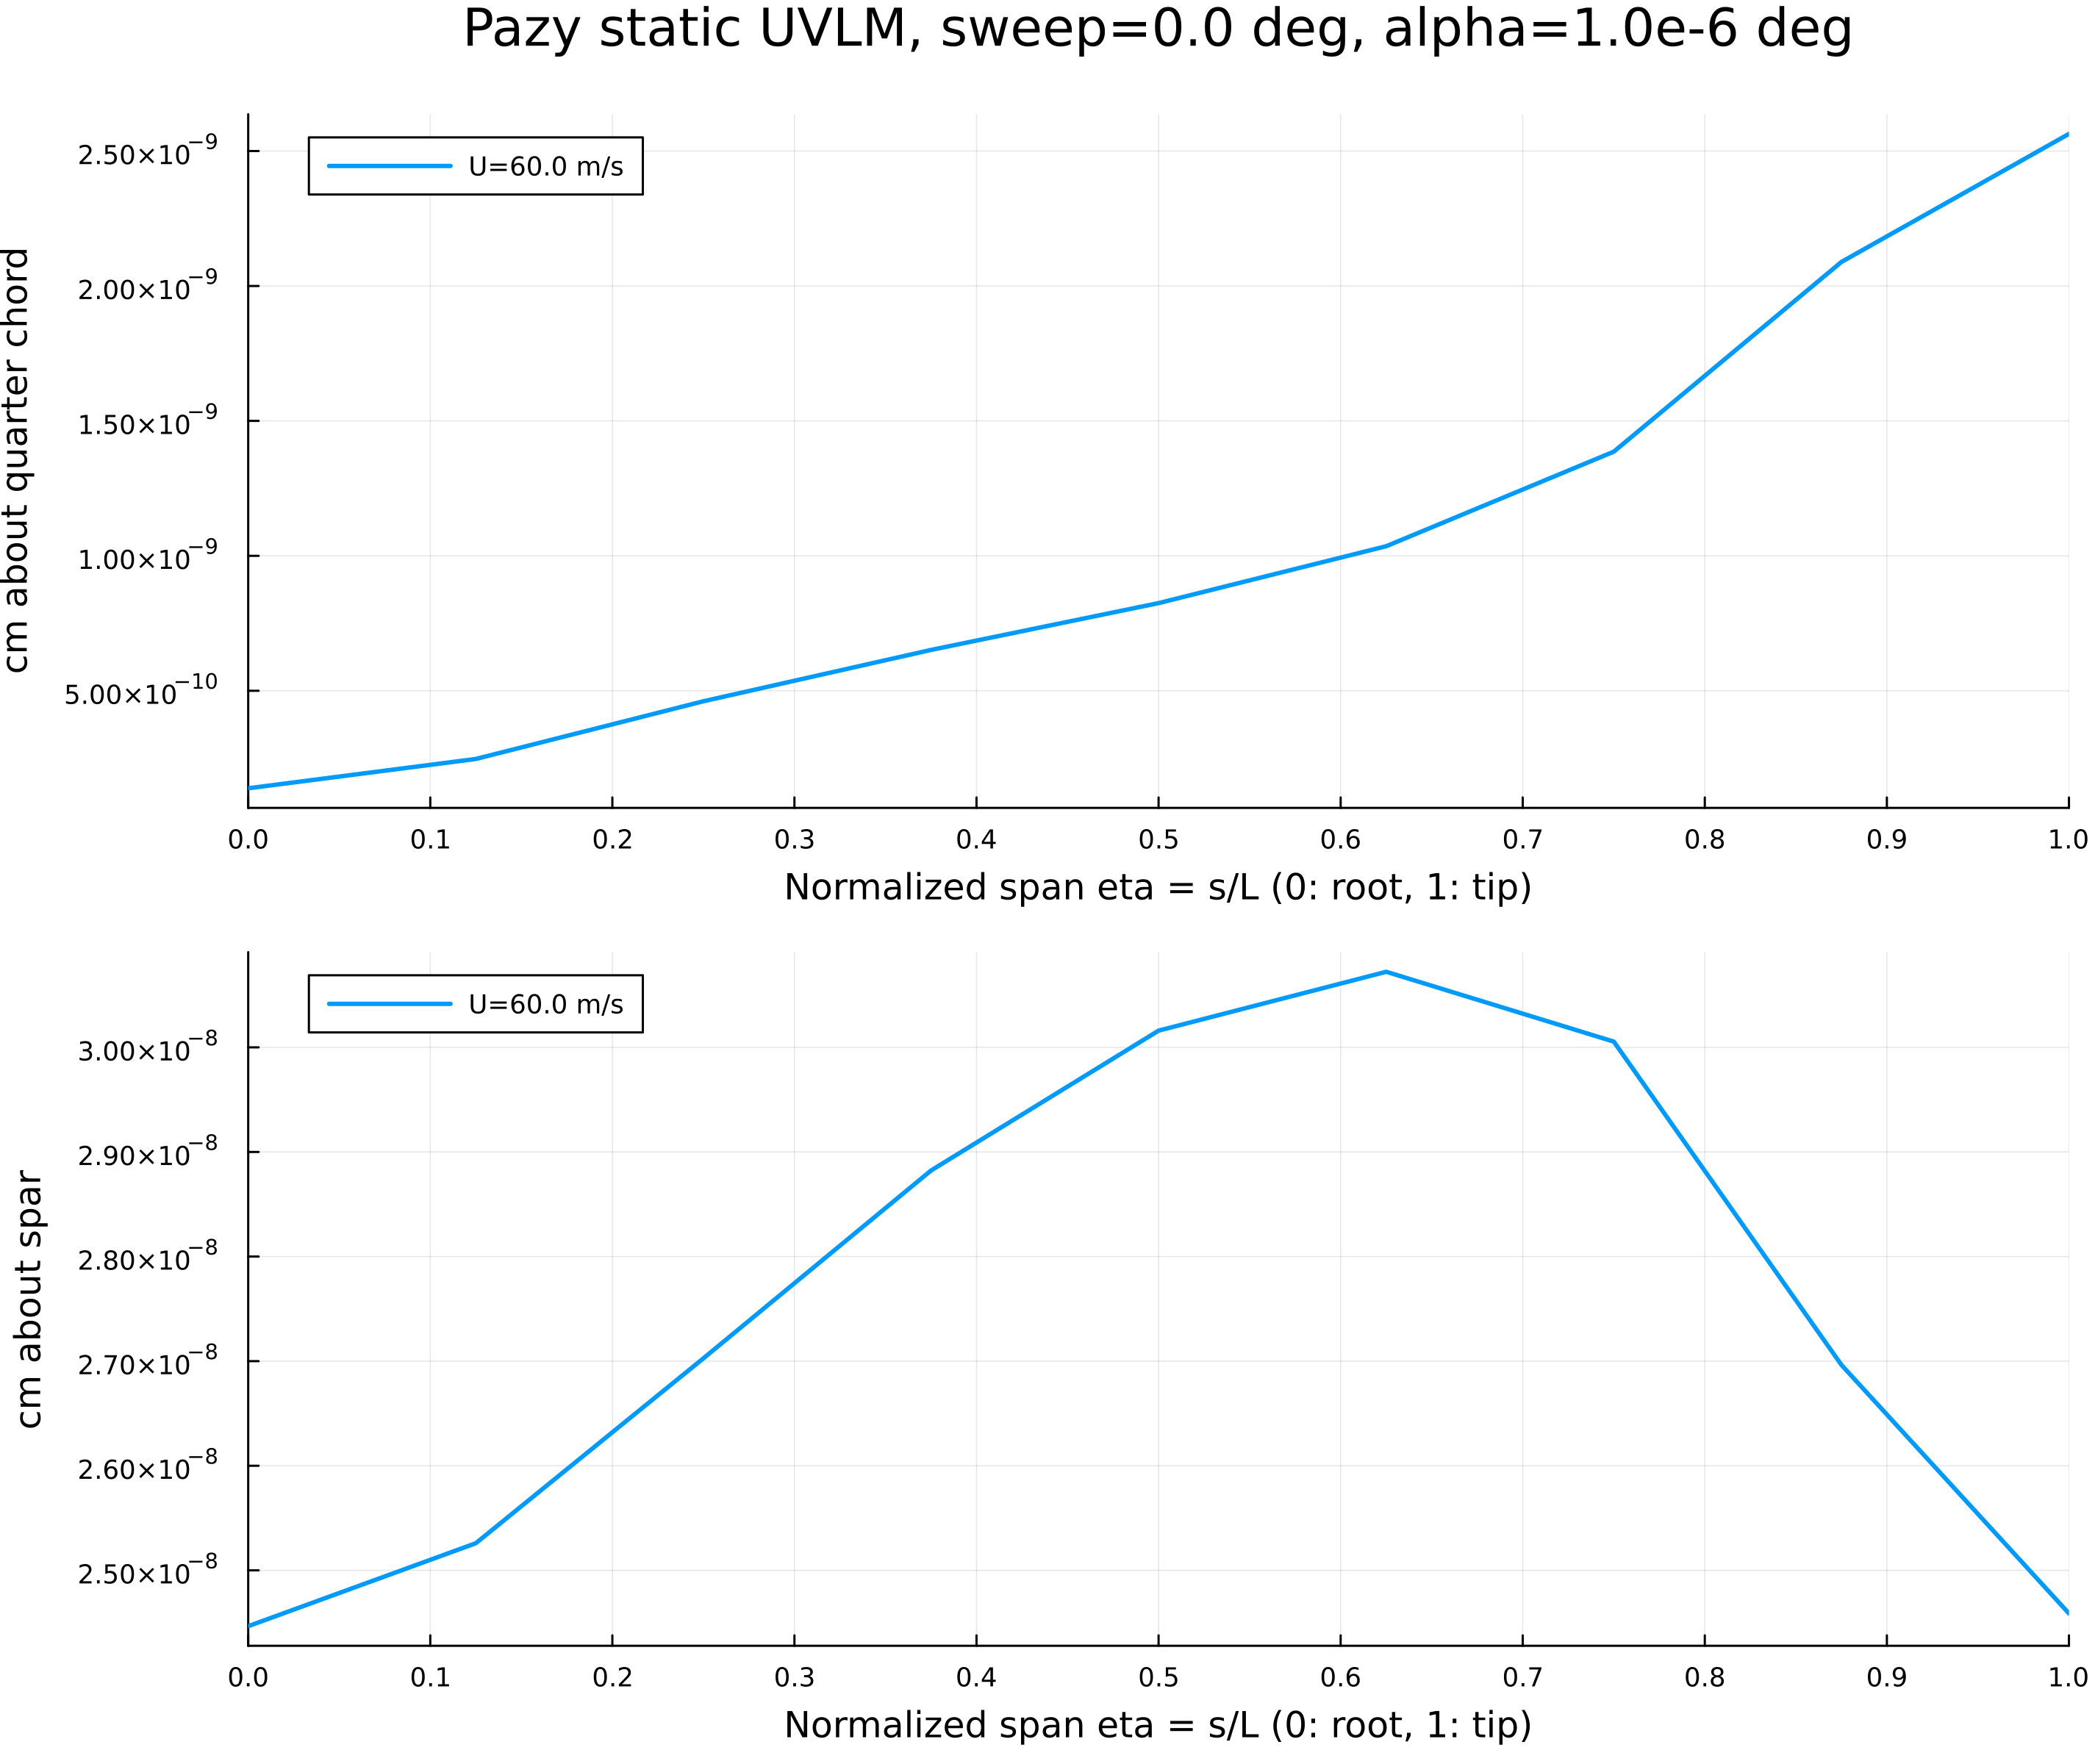 Pazy static UVLM, sweep=0.0 deg, alpha=1.0e-6 deg
cm about quarter chord
2.50×10⁻⁹
2.00×10⁻⁹
1.50×10⁻⁹
1.00×10⁻⁹
5.00×10⁻¹⁰
U=60.0 m/s
0.0 0.1 0.2 0.3 0.4 0.5 0.6 0.7 0.8 0.9 1.0
Normalized span eta = s/L (0: root, 1: tip)
cm about spar
3.00×10⁻⁸
2.90×10⁻⁸
2.80×10⁻⁸
2.70×10⁻⁸
2.60×10⁻⁸
2.50×10⁻⁸
U=60.0 m/s
0.0 0.1 0.2 0.3 0.4 0.5 0.6 0.7 0.8 0.9 1.0
Normalized span eta = s/L (0: root, 1: tip)